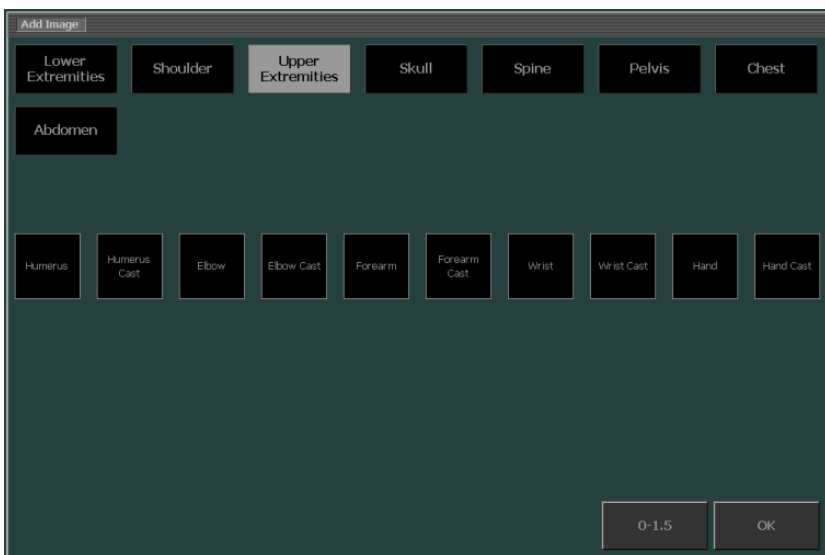 Add Image
Lower
Extremities
Shoulder
Upper
Extremities
Skull
Spine
Pelvis
Chest
Abdomen
Humerus
Humerus
Cast
Elbow
Elbow Cast
Forearm
Forearm
Cast
Wrist
Wrist Cast
Hand
Hand Cast
0-1.5
OK